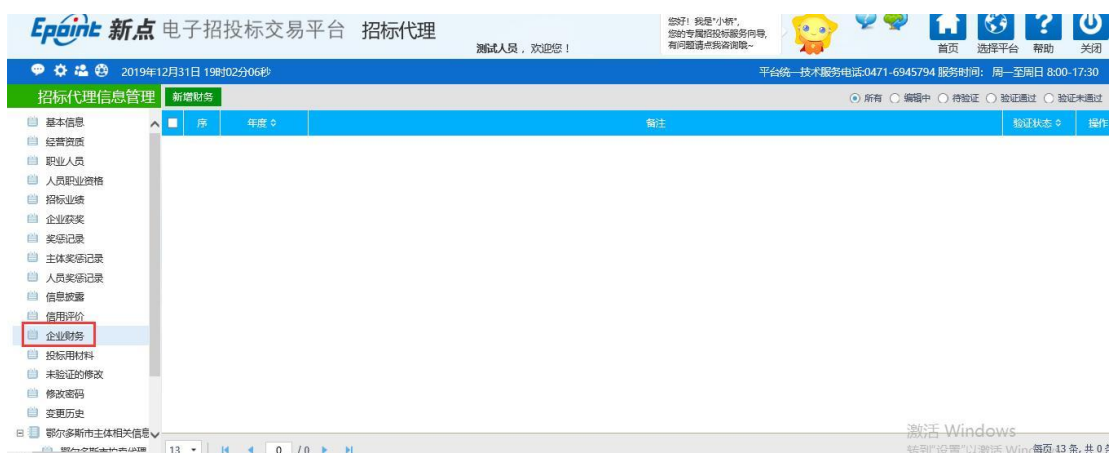 Epoint 新点 电子招投标交易平台 招标代理
测试人员，欢迎您！
您好！我是"小桥"，
您的专属招投标服务向导，
有问题请点我咨询哦~
首页 选择平台 帮助 关闭
2019年12月31日 19时02分06秒
平台统一技术服务电话:0471-6945794 服务时间： 周一至周日 8:00-17:30
招标代理信息管理
新增财务
所有 编辑中 待验证 验证通过 验证未通过
序 年度 备注 验证状态 操作
基本信息
经营资质
职业人员
人员职业资格
招标业绩
企业获奖
奖惩记录
主体奖惩记录
人员奖惩记录
信息披露
信用评价
企业财务
投标用材料
未验证的修改
修改密码
变更历史
鄂尔多斯市主体相关信息
13 0 / 0
激活 Windows
每页 13 条, 共 0 条